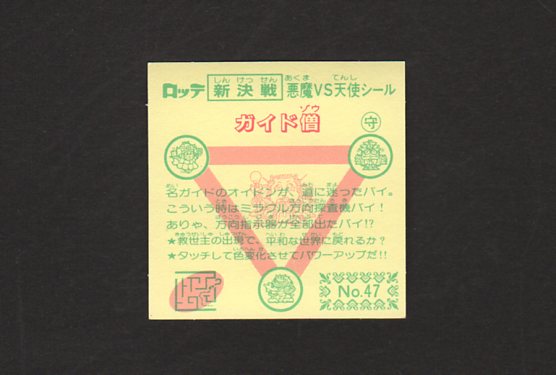 ロッテ 新決戦 悪魔VS天使シール
ガイド僧
守
名ガイドのオイドンが、道に迷ったバイ。
こういう時はミラクル方向探査機バイ！
ありゃ、方向指示器が全部出たバイ!?
★救世主の出現で、平和な世界に戻れるか？
★タッチして色変化させてパワーアップだ!!
No.47